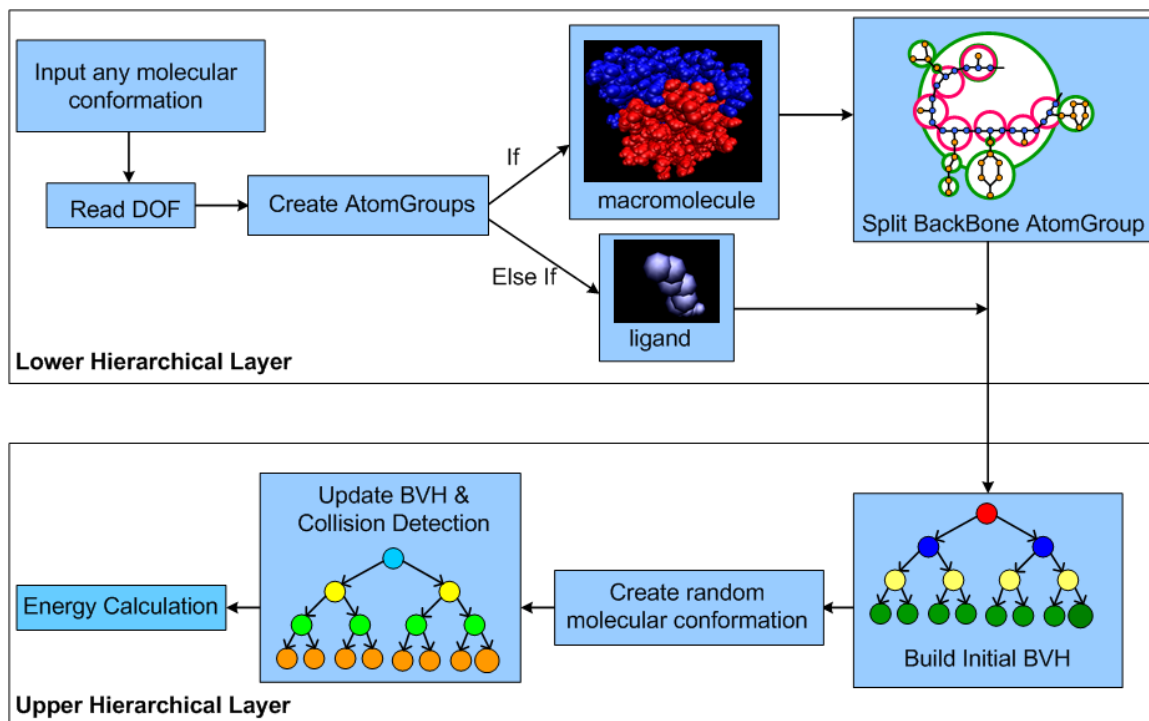 Input any molecular
conformation
Read DOF
Create AtomGroups
If
Else If
macromolecule
ligand
Split BackBone AtomGroup
Lower Hierarchical Layer
Update BVH &
Collision Detection
Energy Calculation
Create random
molecular conformation
Build Initial BVH
Upper Hierarchical Layer